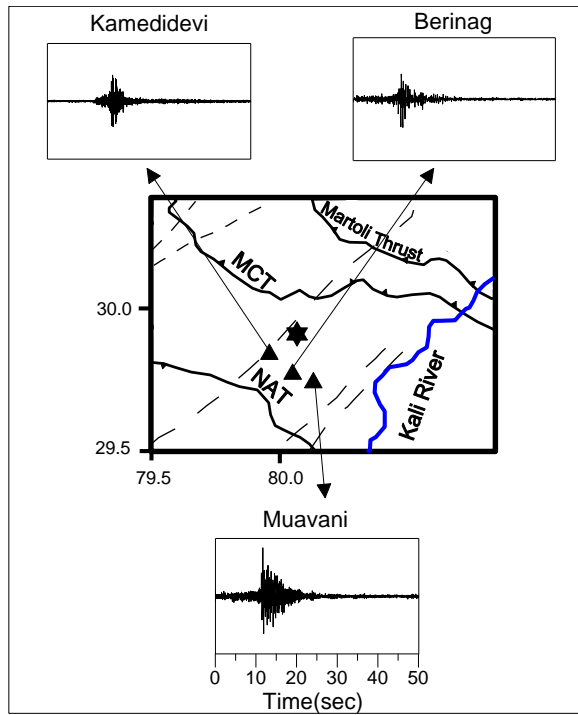 Kamedidevi
Berinag
Martoli Thrust
MCT
30.0
NAT
Kali River
29.5
79.5
80.0
Muavani
0 10 20 30 40 50
Time(sec)